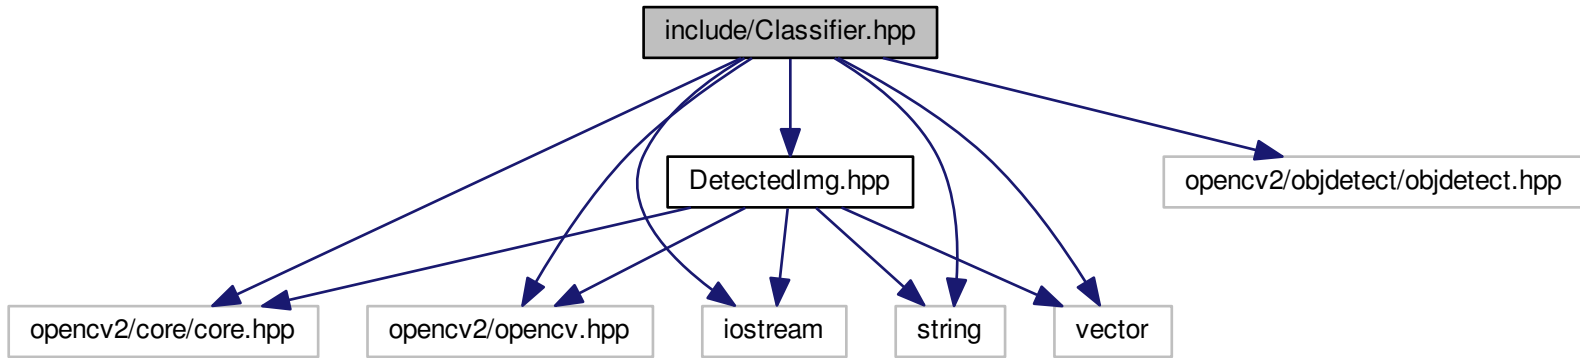 include/Classifier.hpp
DetectedImg.hpp
opencv2/objdetect/objdetect.hpp
opencv2/core/core.hpp
opencv2/opencv.hpp
iostream
string
vector